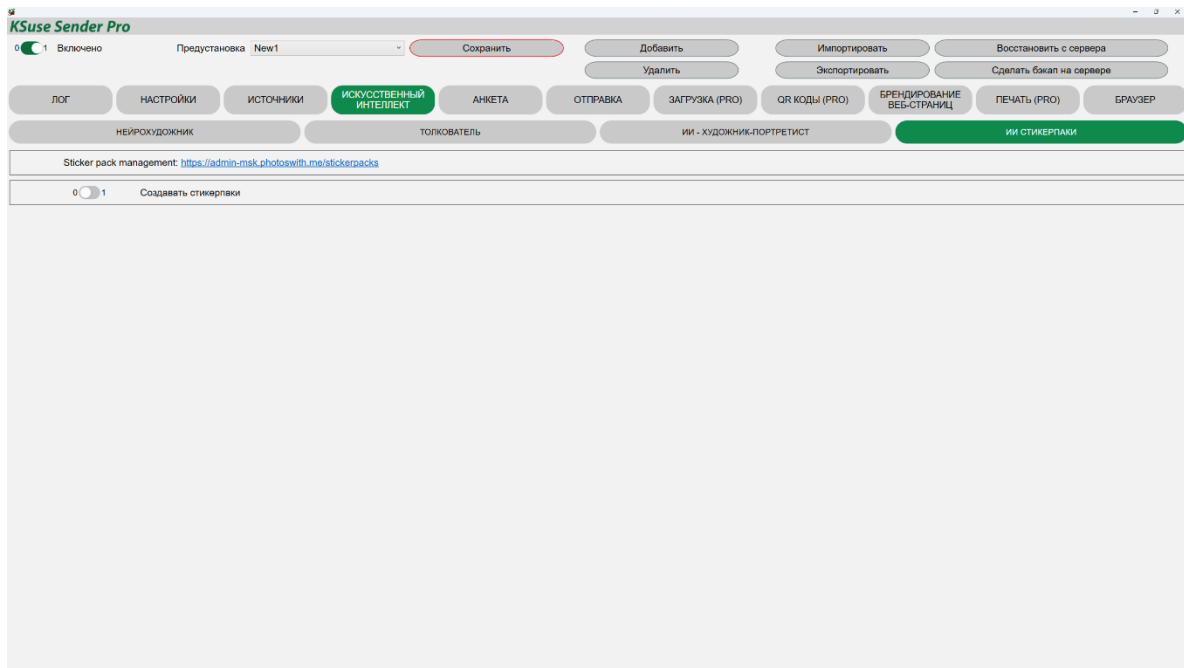 KSuse Sender Pro
0 1 Включено Предустановка New1 Сохранить Добавить Импортировать Восстановить с сервера
Удалить Экспортировать Сделать бэкап на сервере
ЛОГ НАСТРОЙКИ ИСТОЧНИКИ ИСКУССТВЕННЫЙ ИНТЕЛЛЕКТ АНКЕТА ОТПРАВКА ЗАГРУЗКА (PRO) QR КОДЫ (PRO) БРЕНДИРОВАНИЕ ВЕБ-СТРАНИЦ ПЕЧАТЬ (PRO) БРАУЗЕР
НЕЙРОХУДОЖНИК ТОЛКОВАТЕЛЬ ИИ - ХУДОЖНИК-ПОРТРЕТИСТ ИИ СТИКЕРПАКИ
Sticker pack management: https://admin-msk.photoswith.me/stickerpacks
0 1 Создавать стикерпаки